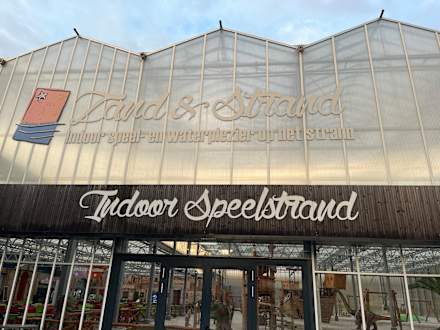 Zand & Strand
indoor speel- en waterplezier op het strand
Indoor Speelstrand